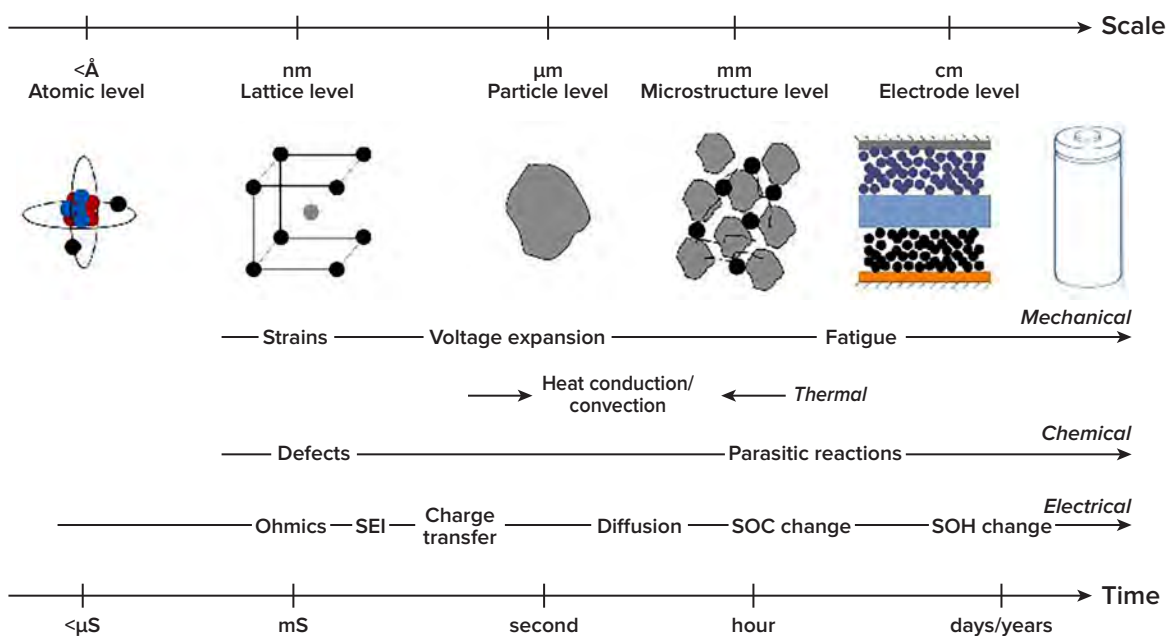 Scale
<Å
Atomic level
nm
Lattice level
µm
Particle level
mm
Microstructure level
cm
Electrode level
Mechanical
Strains
Voltage expansion
Fatigue
Heat conduction/
convection
Thermal
Chemical
Defects
Parasitic reactions
Electrical
Ohmics
SEI
Charge
transfer
Diffusion
SOC change
SOH change
Time
<µS
mS
second
hour
days/years